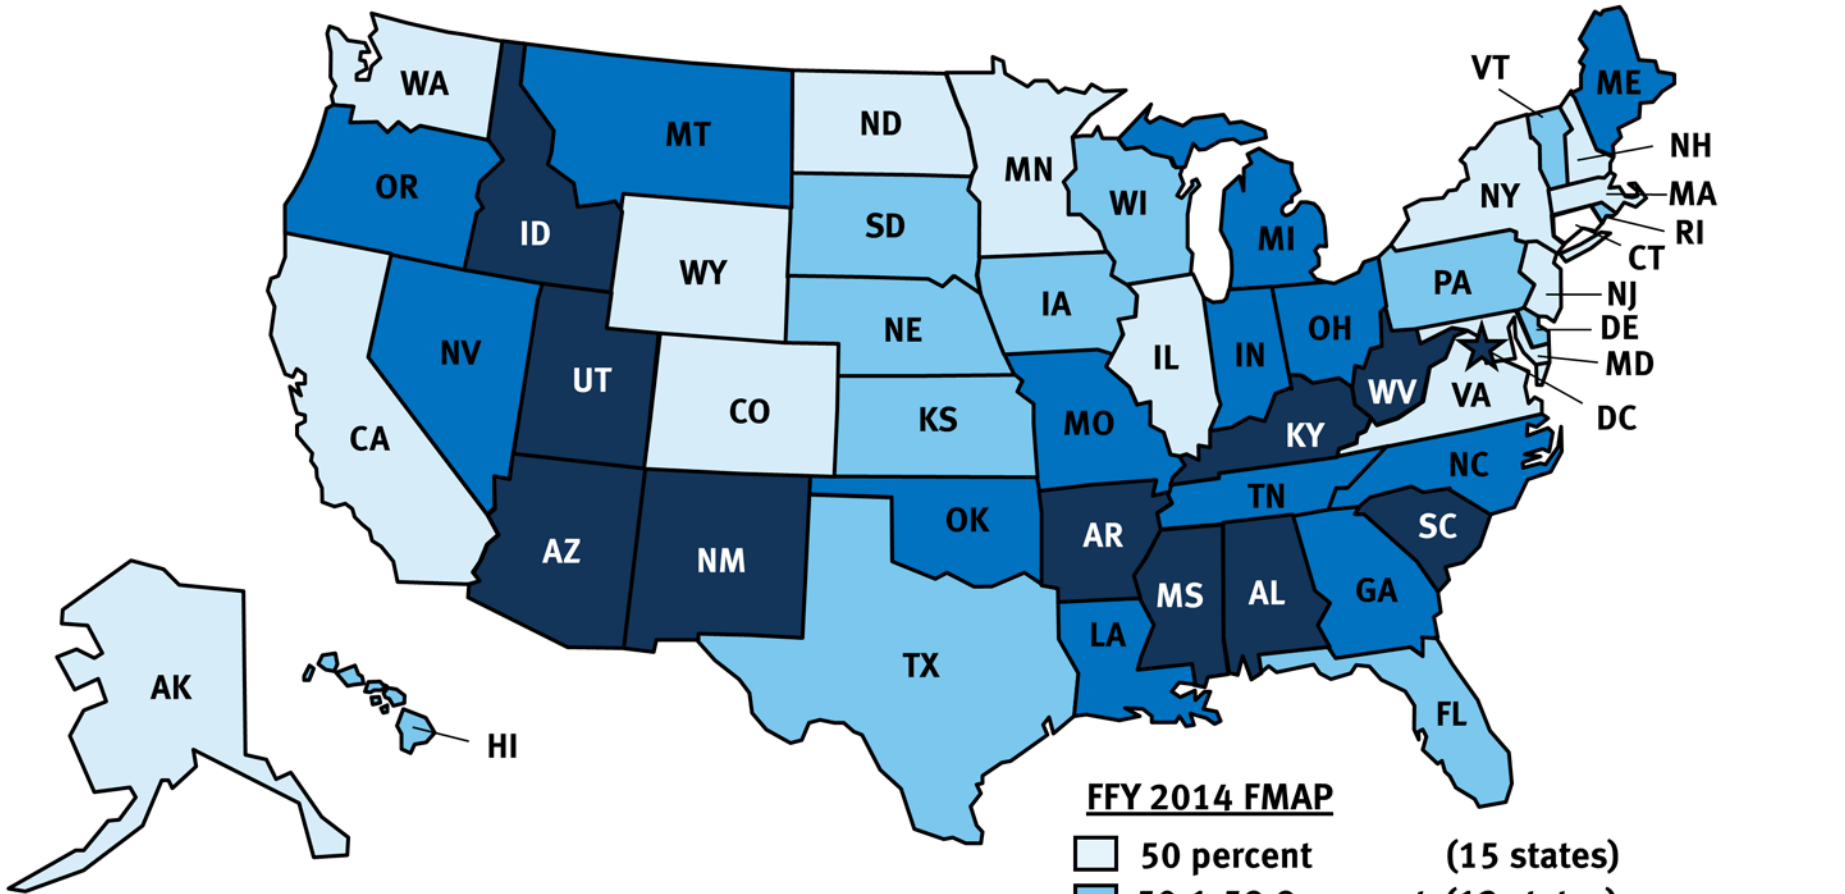 WA
MT
ND
MN
OR
ID
SD
WI
WY
MI
VT
ME
NH
MA
NY
RI
CT
PA
NJ
DE
MD
DC
NV
UT
CO
NE
IA
IL
IN
OH
WV
VA
CA
KS
MO
KY
NC
TN
AZ
NM
OK
AR
SC
MS
AL
GA
LA
TX
FL
AK
HI
FFY 2014 FMAP
50 percent (15 states)